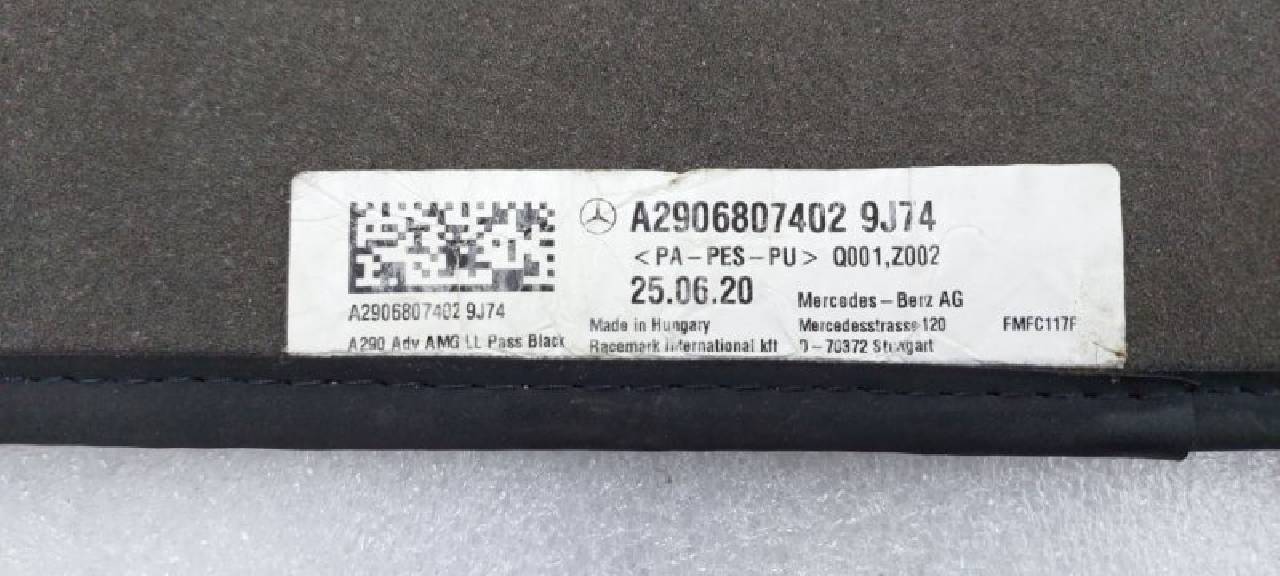 A2906807402 9J74
<PA-PES-PU> Q001,Z002
25.06.20
Mercedes-Benz AG
Made in Hungary
Mercedesstrasse 120
FMFC117F
Racemark International kft
D-70372 Stuttgart
A2906807402 9J74
A290 Adv AMG LL Pass Black